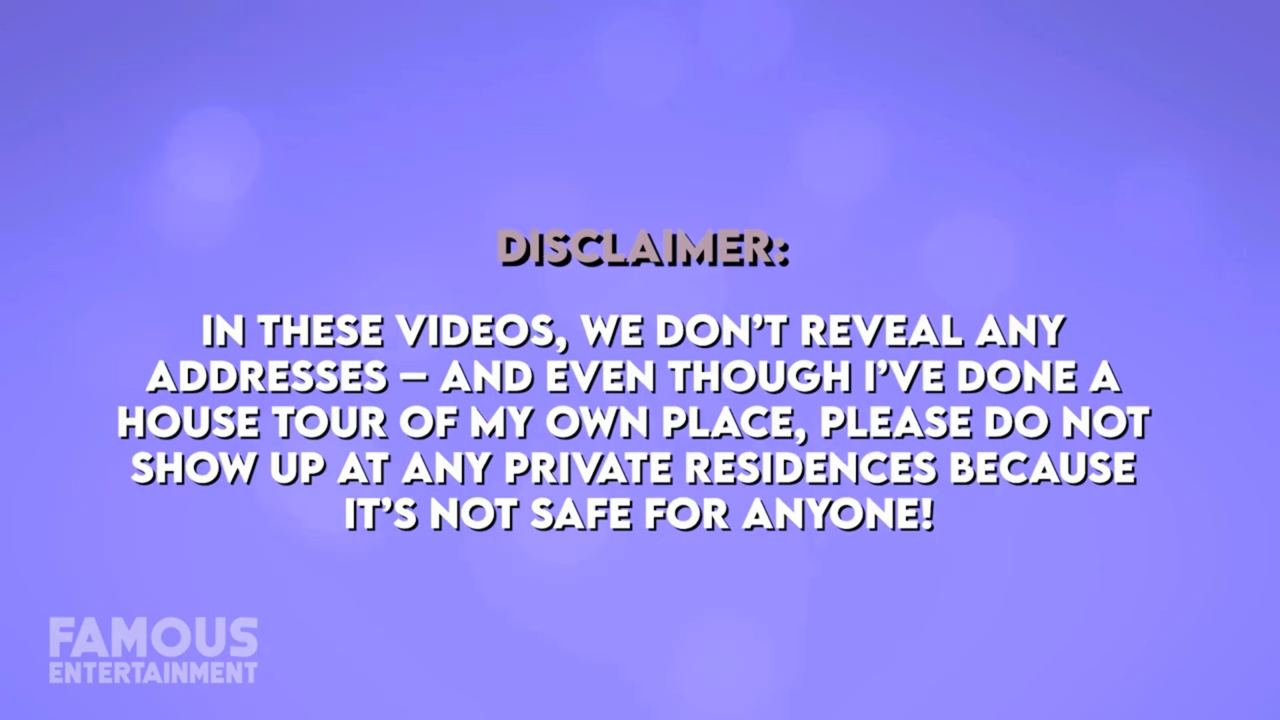 DISCLAIMER:
IN THESE VIDEOS, WE DON'T REVEAL ANY
ADDRESSES – AND EVEN THOUGH I'VE DONE A
HOUSE TOUR OF MY OWN PLACE, PLEASE DO NOT
SHOW UP AT ANY PRIVATE RESIDENCES BECAUSE
IT'S NOT SAFE FOR ANYONE!
FAMOUS
ENTERTAINMENT